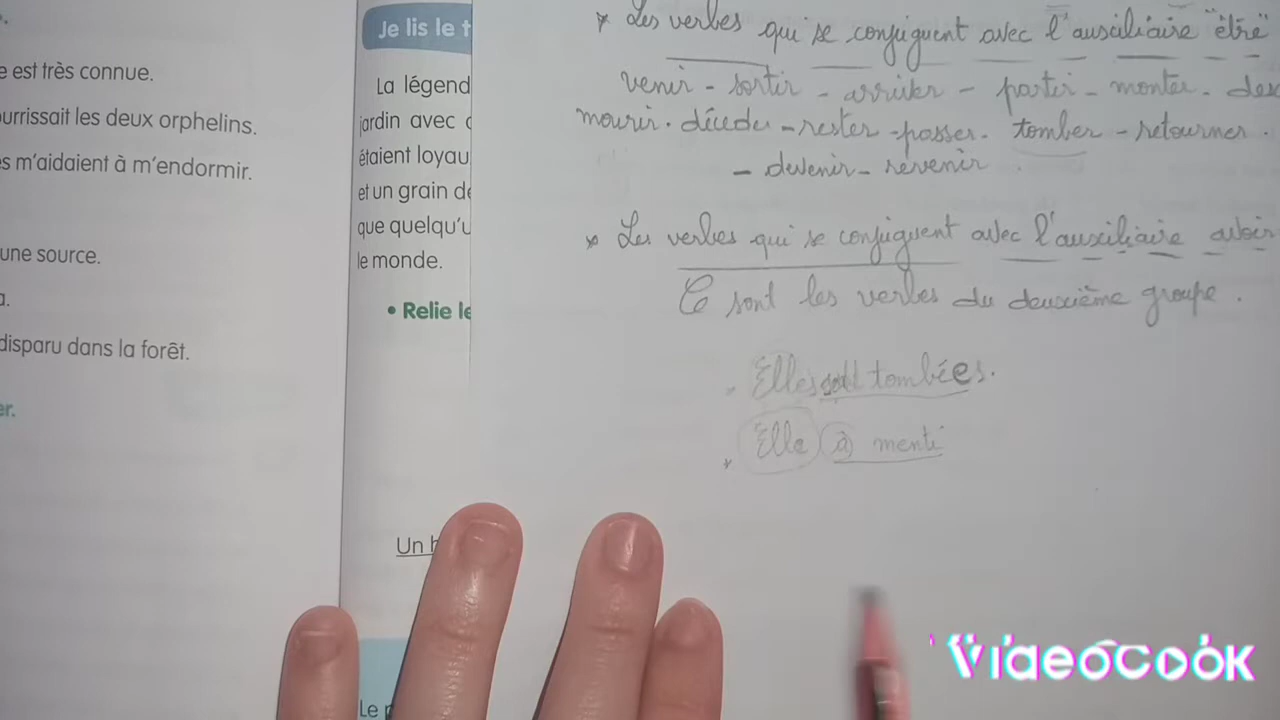 e est très connue.
ourrissait les deux orphelins.
es m'aidaient à m'endormir.
une source.
a.
disparu dans la forêt.
er.
Je lis le t
La légend
jardin avec
étaient loyau
et un grain de
que quelqu'u
le monde.
• Relie le
Un h
Le p
* Les verbes qui se conjuguent avec l'auxiliaire "être"
venir - sortir - arriver - partir - monter - des
mourir - décéder - rester - passer - tomber - retourner -
- devenir - revenir
* Les verbes qui se conjuguent avec l'auxiliaire avoir
Ce sont les verbes du deuxième groupe.
* Elles sont tombées.
* Elle à menti
VideoCook